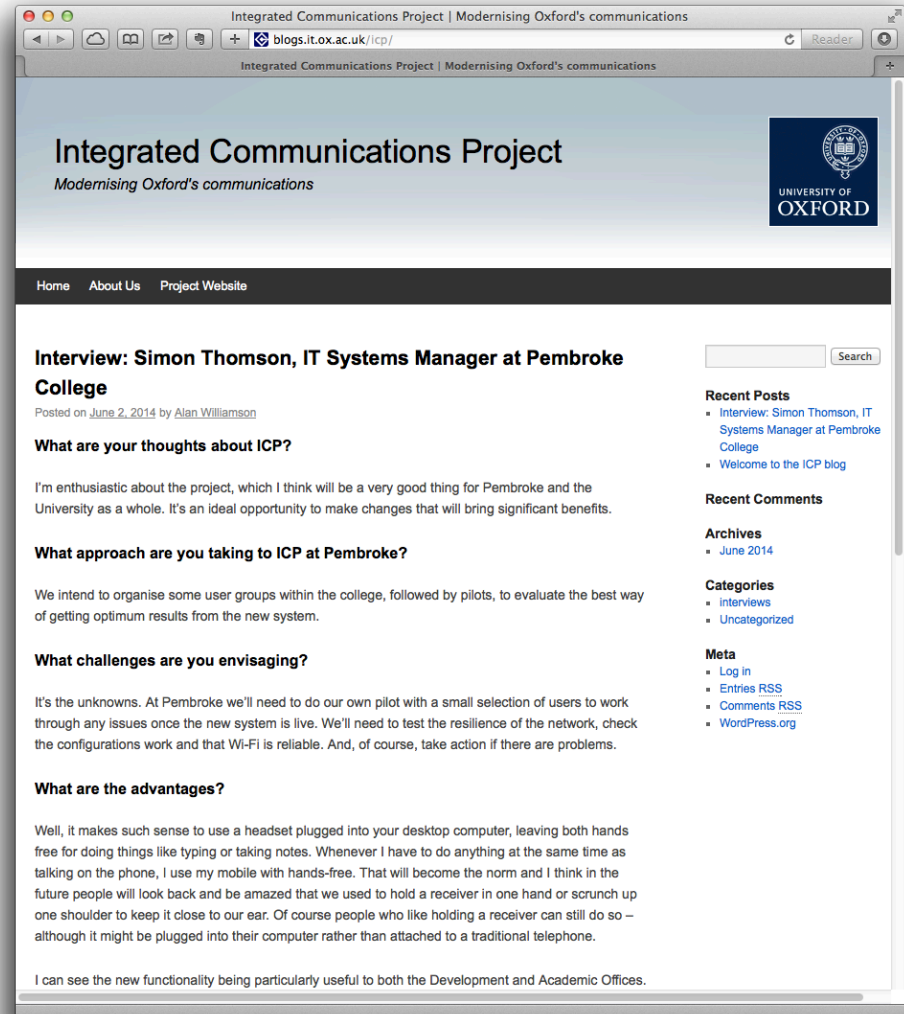 Integrated Communications Project | Modernising Oxford's communications
blogs.it.ox.ac.uk/icp/
Reader
Integrated Communications Project | Modernising Oxford's communications
Integrated Communications Project
Modernising Oxford's communications
UNIVERSITY OF
OXFORD
Home About Us Project Website
Interview: Simon Thomson, IT Systems Manager at Pembroke
College
Posted on June 2, 2014 by Alan Williamson
What are your thoughts about ICP?
I'm enthusiastic about the project, which I think will be a very good thing for Pembroke and the
University as a whole. It's an ideal opportunity to make changes that will bring significant benefits.
What approach are you taking to ICP at Pembroke?
We intend to organise some user groups within the college, followed by pilots, to evaluate the best way
of getting optimum results from the new system.
What challenges are you envisaging?
It's the unknowns. At Pembroke we'll need to do our own pilot with a small selection of users to work
through any issues once the new system is live. We'll need to test the resilience of the network, check
the configurations work and that Wi-Fi is reliable. And, of course, take action if there are problems.
What are the advantages?
Well, it makes such sense to use a headset plugged into your desktop computer, leaving both hands
free for doing things like typing or taking notes. Whenever I have to do anything at the same time as
talking on the phone, I use my mobile with hands-free. That will become the norm and I think in the
future people will look back and be amazed that we used to hold a receiver in one hand or scrunch up
one shoulder to keep it close to our ear. Of course people who like holding a receiver can still do so –
although it might be plugged into their computer rather than attached to a traditional telephone.
I can see the new functionality being particularly useful to both the Development and Academic Offices.
Search
Recent Posts
Interview: Simon Thomson, IT
Systems Manager at Pembroke
College
Welcome to the ICP blog
Recent Comments
Archives
June 2014
Categories
interviews
Uncategorized
Meta
Log in
Entries RSS
Comments RSS
WordPress.org